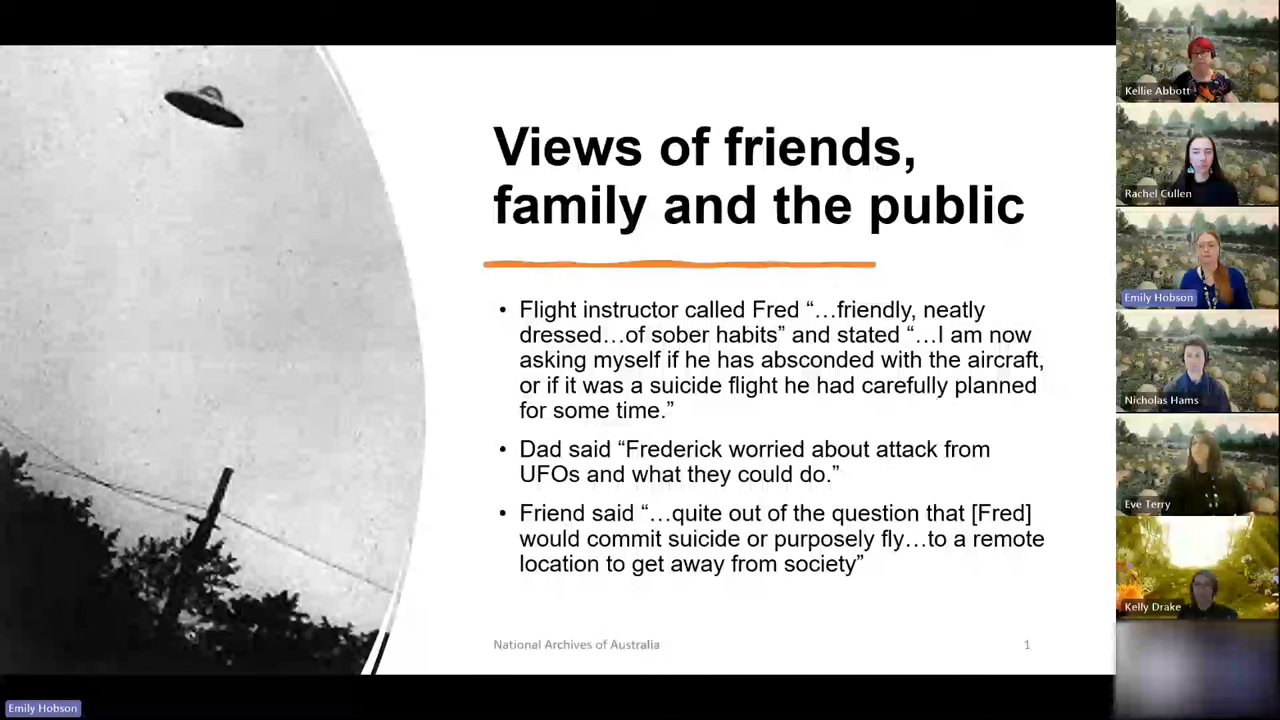 Views of friends,
family and the public
• Flight instructor called Fred “…friendly, neatly
dressed…of sober habits” and stated “…I am now
asking myself if he has absconded with the aircraft,
or if it was a suicide flight he had carefully planned
for some time.”
• Dad said “Frederick worried about attack from
UFOs and what they could do.”
• Friend said “…quite out of the question that [Fred]
would commit suicide or purposely fly…to a remote
location to get away from society”
National Archives of Australia
1
Kellie Abbott
Rachel Cullen
Emily Hobson
Nicholas Hams
Eve Terry
Kelly Drake
Emily Hobson